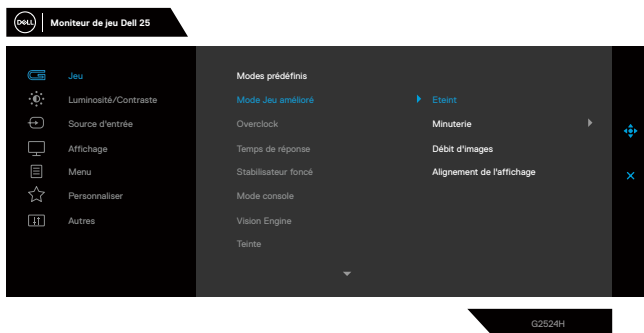 DELL
Moniteur de jeu Dell 25
Jeu
Luminosité/Contraste
Source d'entrée
Affichage
Menu
Personnaliser
Autres
Modes prédéfinis
Mode Jeu amélioré
Overclock
Temps de réponse
Stabilisateur foncé
Mode console
Vision Engine
Teinte
Eteint
Minuterie
Débit d'images
Alignement de l'affichage
G2524H